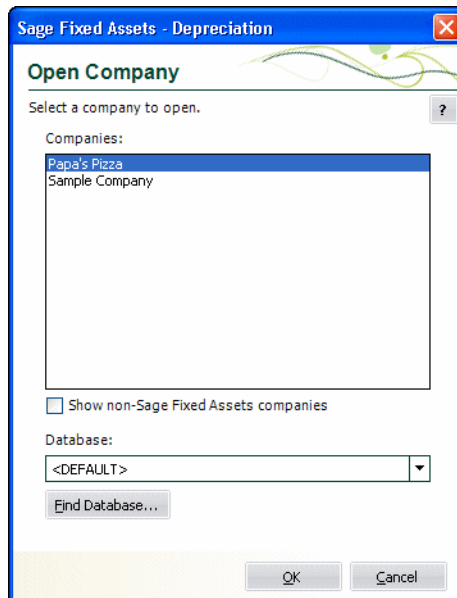 Sage Fixed Assets - Depreciation
Open Company
Select a company to open.
?
Companies:
Papa's Pizza
Sample Company
Show non-Sage Fixed Assets companies
Database:
<DEFAULT>
Find Database...
OK Cancel